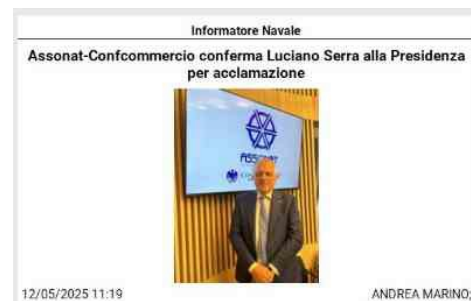 Informatore Navale
Assonat-Confcommercio conferma Luciano Serra alla Presidenza
per acclamazione
12/05/2025 11:19
ANDREA MARINO;